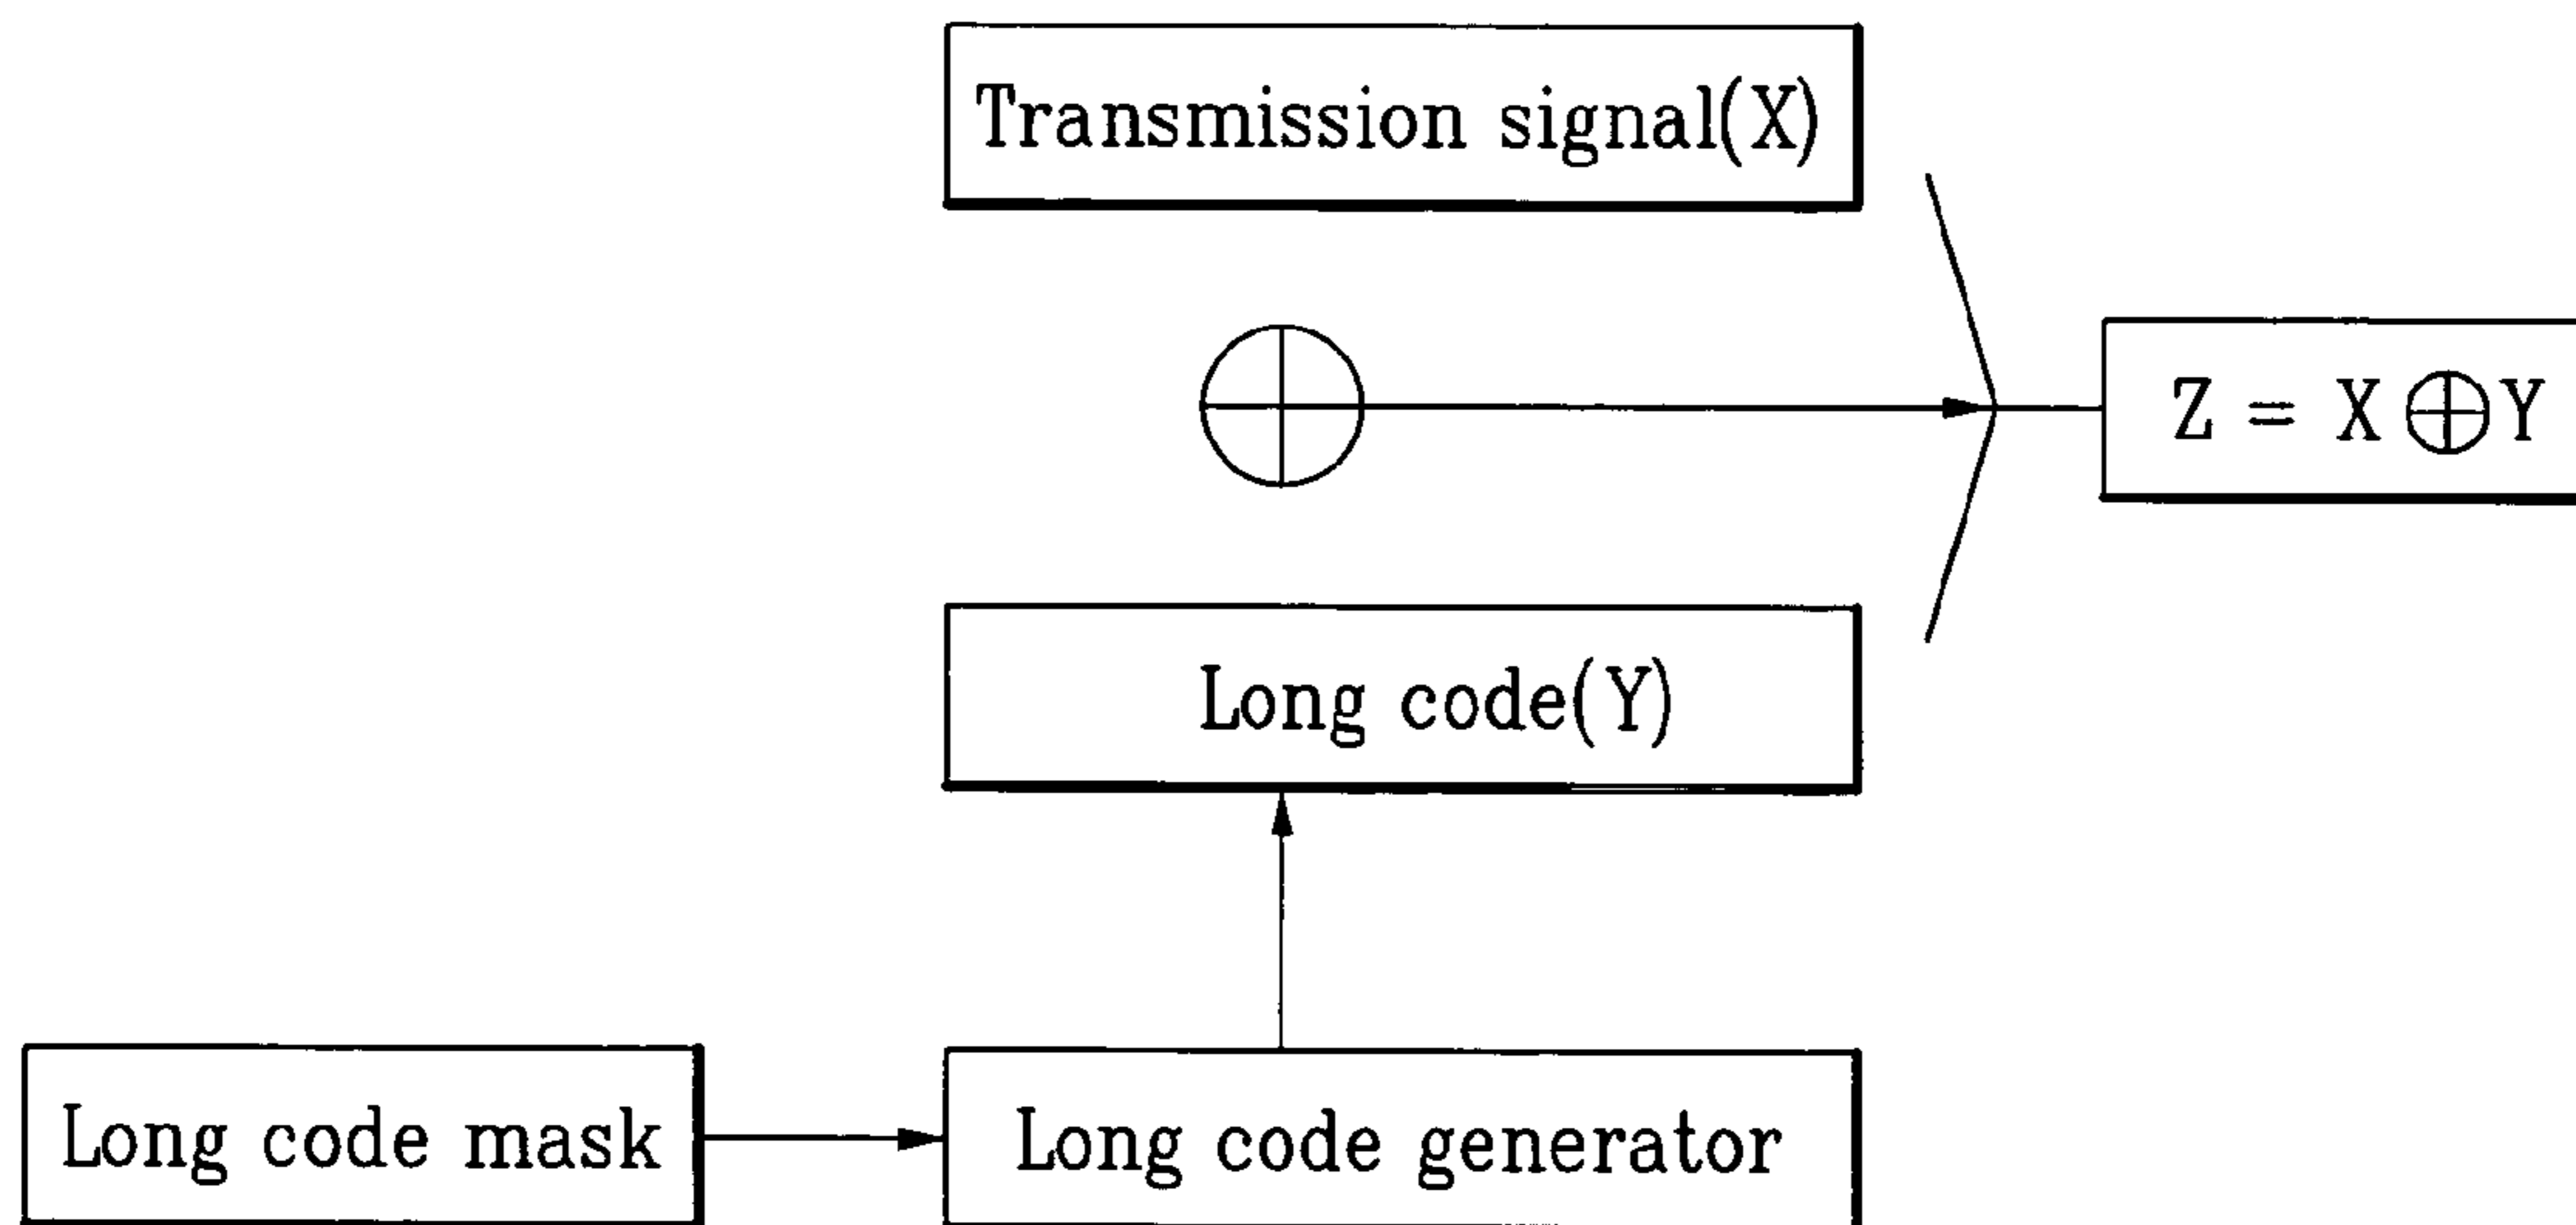 Transmission signal(X)
Z = X ⊕ Y
Long code(Y)
Long code mask
Long code generator